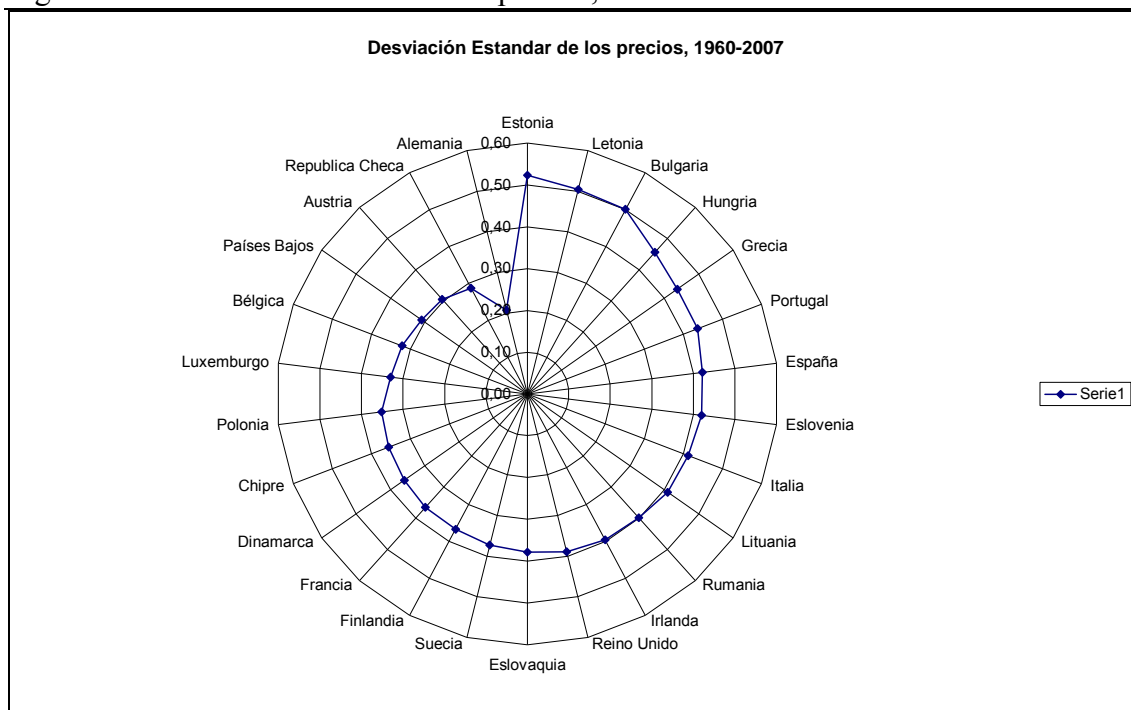 Desviación Estandar de los precios, 1960-2007
Estonia
Letonia
Bulgaria
Hungria
Grecia
Portugal
España
Eslovenia
Italia
Lituania
Rumania
Irlanda
Reino Unido
Eslovaquia
Suecia
Finlandia
Francia
Dinamarca
Chipre
Polonia
Luxemburgo
Bélgica
Países Bajos
Austria
Republica Checa
Alemania
0,60
0,50
0,40
0,30
0,20
0,10
0,00
Serie1